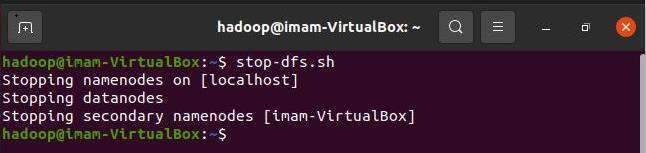 hadoop@imam-VirtualBox: ~
hadoop@imam-VirtualBox:~$ stop-dfs.sh
Stopping namenodes on [localhost]
Stopping datanodes
Stopping secondary namenodes [imam-VirtualBox]
hadoop@imam-VirtualBox:~$